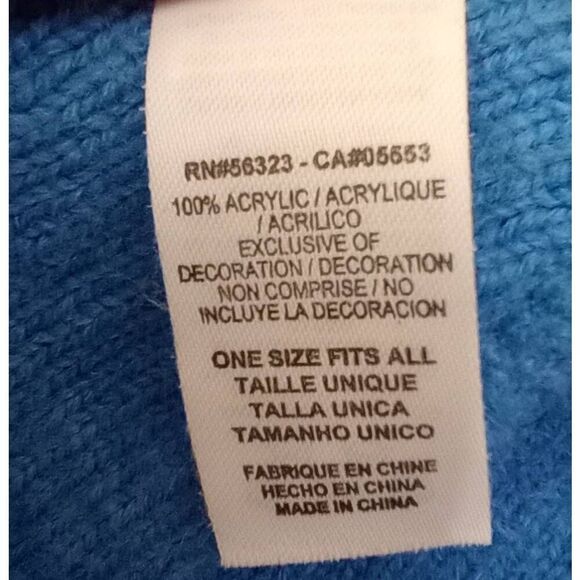 RN#56323 - CA#05553
100% ACRYLIC / ACRYLIQUE
/ ACRILICO
EXCLUSIVE OF
DECORATION / DECORATION
NON COMPRISE / NO
INCLUYE LA DECORACION
ONE SIZE FITS ALL
TAILLE UNIQUE
TALLA UNICA
TAMANHO UNICO
FABRIQUE EN CHINE
HECHO EN CHINA
MADE IN CHINA